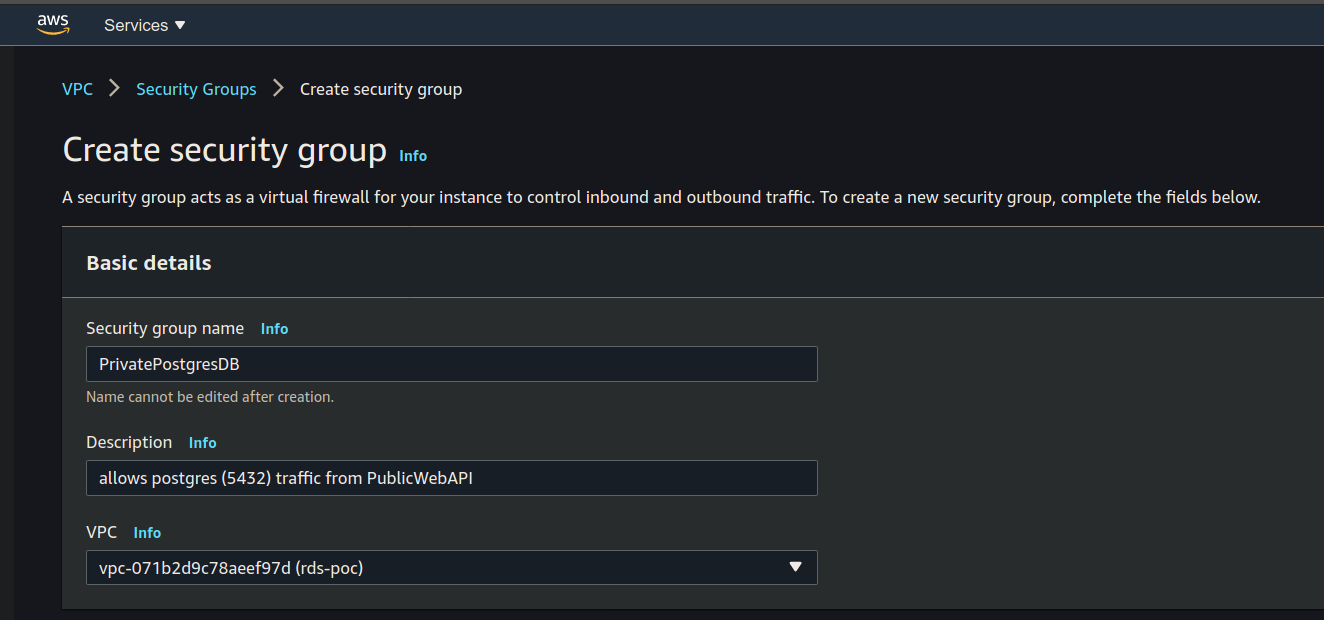 aws Services
VPC Security Groups Create security group
Create security group Info
A security group acts as a virtual firewall for your instance to control inbound and outbound traffic. To create a new security group, complete the fields below.
Basic details
Security group name Info
PrivatePostgresDB
Name cannot be edited after creation.
Description Info
allows postgres (5432) traffic from PublicWebAPI
VPC Info
vpc-071b2d9c78aeef97d (rds-poc)